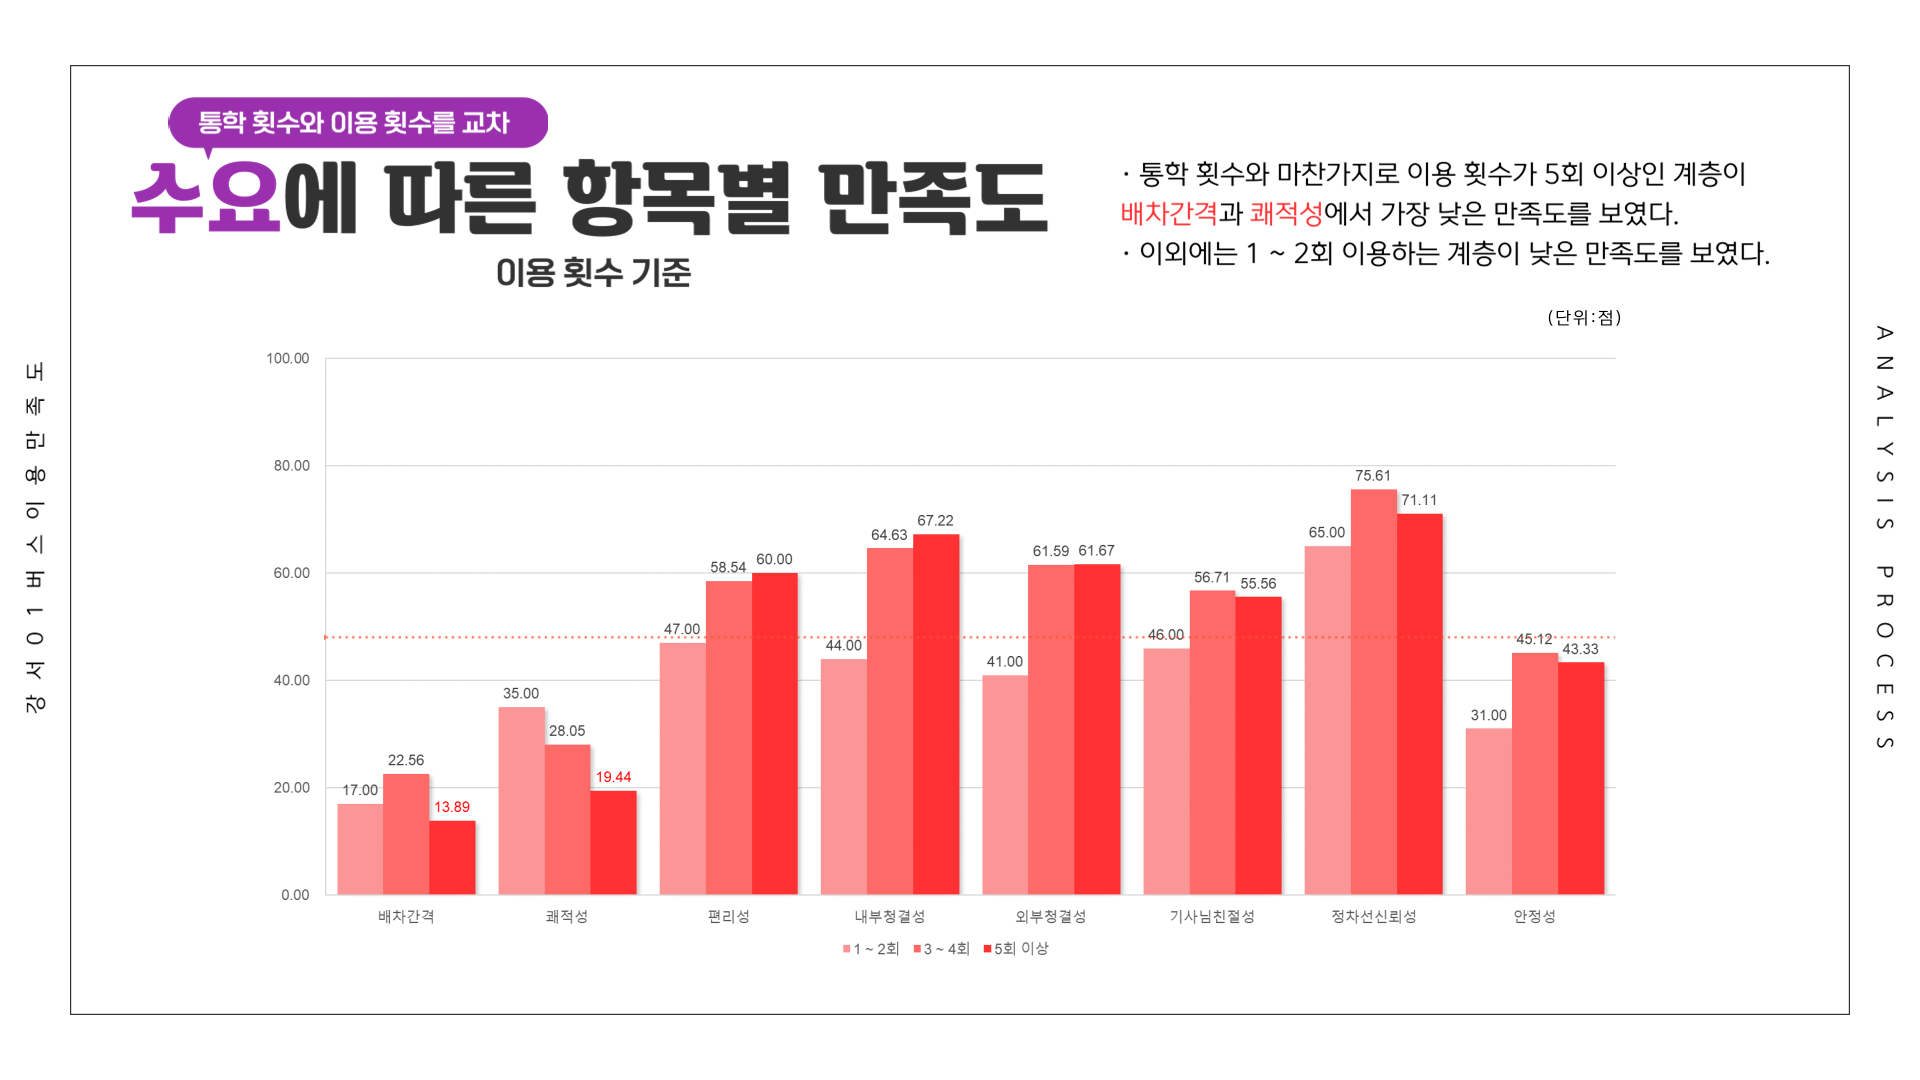 통학 횟수와 이용 횟수를 교차
수요에 따른 항목별 만족도
이용 횟수 기준
· 통학 횟수와 마찬가지로 이용 횟수가 5회 이상인 계층이
배차간격과 쾌적성에서 가장 낮은 만족도를 보였다.
· 이외에는 1 ~ 2회 이용하는 계층이 낮은 만족도를 보였다.
(단위:점)
강서01버스이용만족도
ANALYSIS PROCESS
100.00
80.00
60.00
40.00
20.00
0.00
17.00 22.56 13.89
35.00 28.05 19.44
47.00 58.54 60.00
44.00 64.63 67.22
41.00 61.59 61.67
46.00 56.71 55.56
65.00 75.61 71.11
31.00 45.12 43.33
배차간격 쾌적성 편리성 내부청결성 외부청결성 기사님친절성 정차선신뢰성 안정성
1 ~ 2회 3 ~ 4회 5회 이상